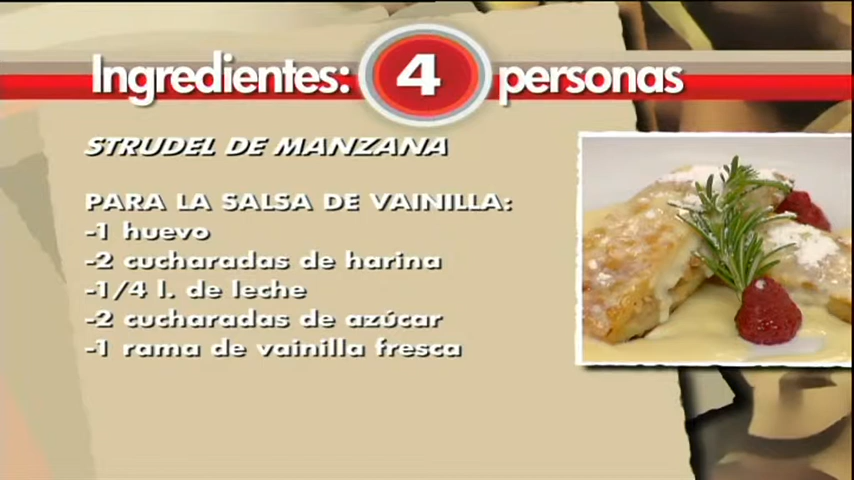 Ingredientes: 4 personas
STRUDEL DE MANZANA
PARA LA SALSA DE VAINILLA:
-1 huevo
-2 cucharadas de harina
-1/4 l. de leche
-2 cucharadas de azúcar
-1 rama de vainilla fresca